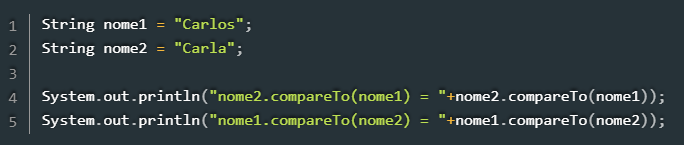 1 String nome1 = "Carlos";
2 String nome2 = "Carla";
3
4 System.out.println("nome2.compareTo(nome1) = "+nome2.compareTo(nome1));
5 System.out.println("nome1.compareTo(nome2) = "+nome1.compareTo(nome2));